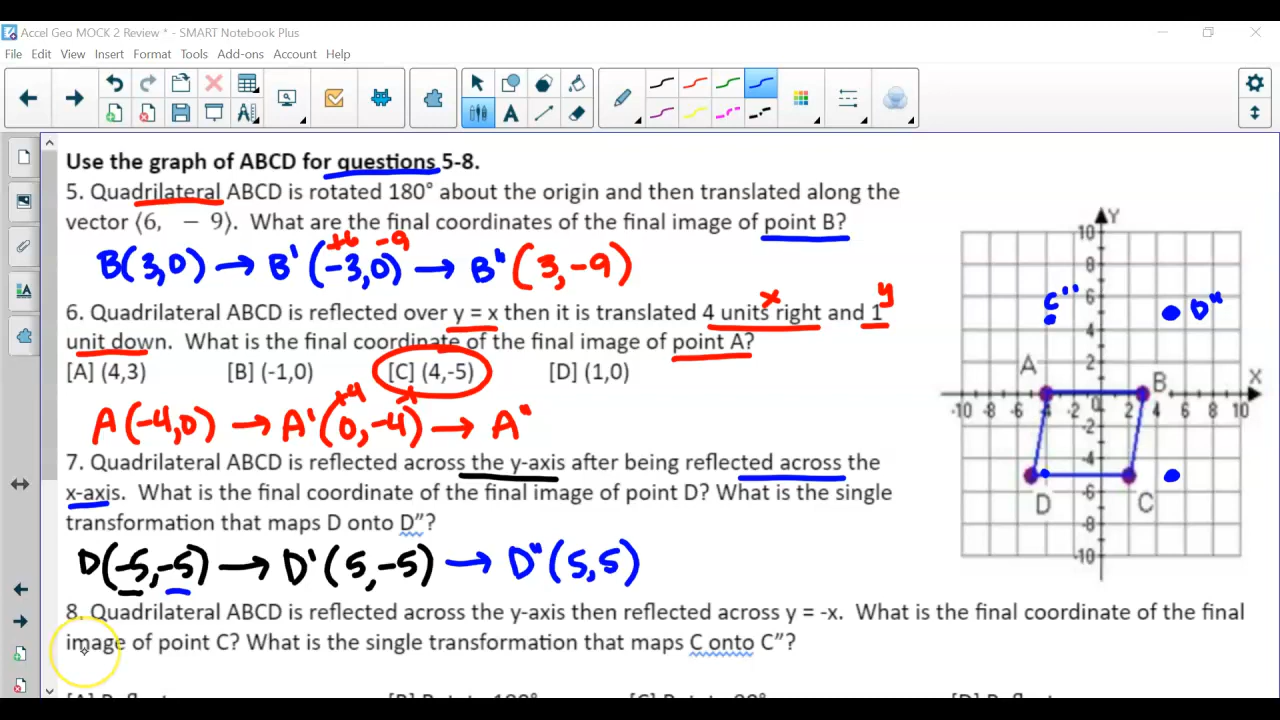 Accel Geo MOCK 2 Review * - SMART Notebook Plus
File Edit View Insert Format Tools Add-ons Account Help
Use the graph of ABCD for questions 5-8.
5. Quadrilateral ABCD is rotated 180° about the origin and then translated along the
vector ⟨6, − 9⟩. What are the final coordinates of the final image of point B?
+6 -9
B(3,0) → B' (-3,0) → B" (3,-9)
x y
6. Quadrilateral ABCD is reflected over y = x then it is translated 4 units right and 1
unit down. What is the final coordinate of the final image of point A?
[A] (4,3) [B] (-1,0) [C] (4,-5) [D] (1,0)
+4
A(-4,0) → A' (0,-4) → A"
7. Quadrilateral ABCD is reflected across the y-axis after being reflected across the
x-axis. What is the final coordinate of the final image of point D? What is the single
transformation that maps D onto D”?
D(-5,-5) → D' (5,-5) → D" (5,5)
8. Quadrilateral ABCD is reflected across the y-axis then reflected across y = -x. What is the final coordinate of the final
image of point C? What is the single transformation that maps C onto C”?
Y
10
8
6
4
2
0
-2
-4
-6
-8
-10
X
-10 -8 -6 -4 -2 2 4 6 8 10
C''
D"
A
B
D
C